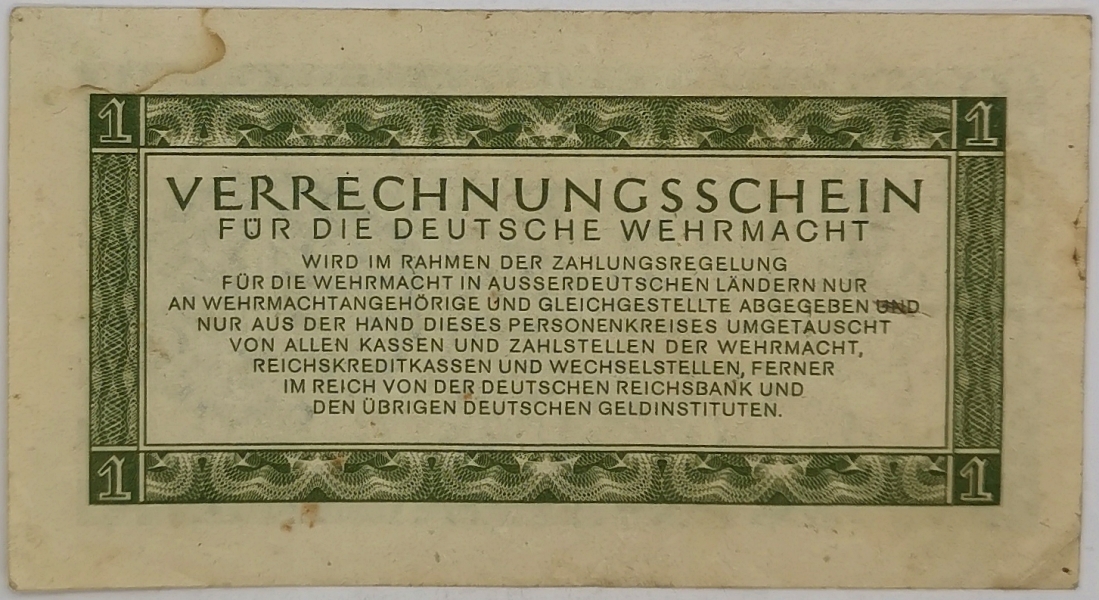 1 1
VERRECHNUNGSSCHEIN
FÜR DIE DEUTSCHE WEHRMACHT
WIRD IM RAHMEN DER ZAHLUNGSREGELUNG
FÜR DIE WEHRMACHT IN AUSSERDEUTSCHEN LÄNDERN NUR
AN WEHRMACHTANGEHÖRIGE UND GLEICHGESTELLTE ABGEGEBEN UND
NUR AUS DER HAND DIESES PERSONENKREISES UMGETAUSCHT
VON ALLEN KASSEN UND ZAHLSTELLEN DER WEHRMACHT,
REICHSKREDITKASSEN UND WECHSELSTELLEN, FERNER
IM REICH VON DER DEUTSCHEN REICHSBANK UND
DEN ÜBRIGEN DEUTSCHEN GELDINSTITUTEN.
1 1